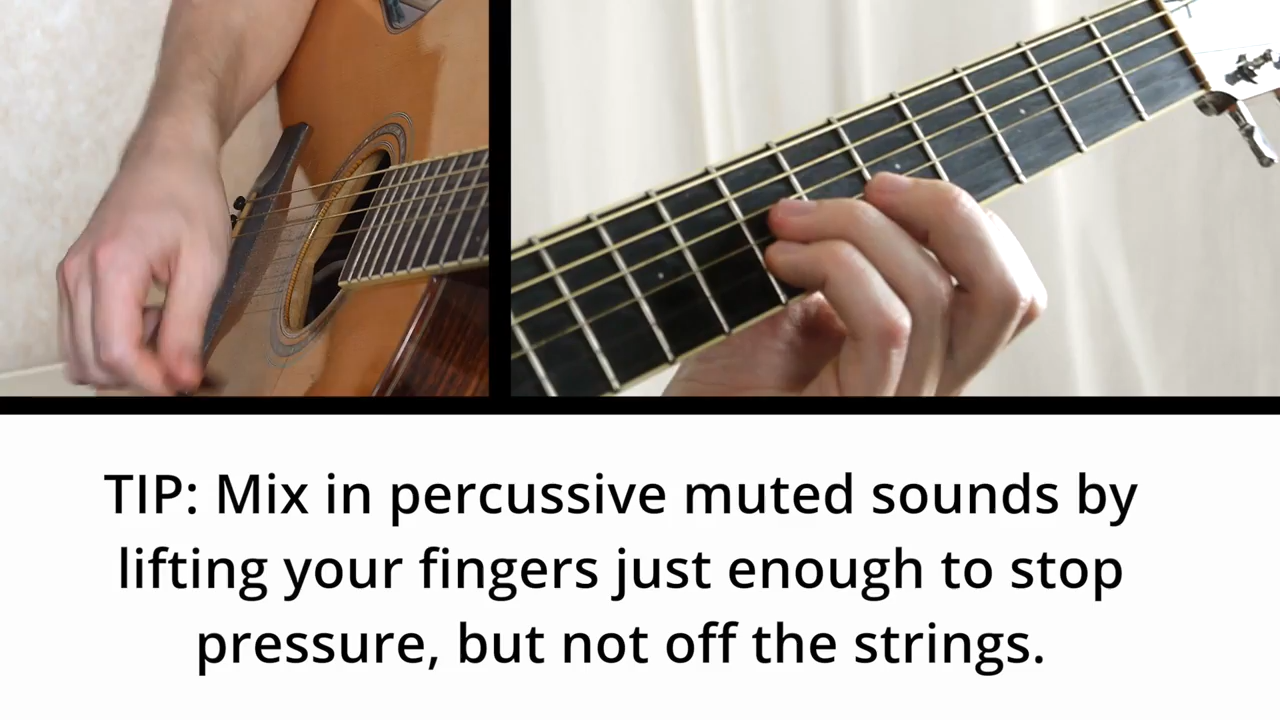 TIP: Mix in percussive muted sounds by
lifting your fingers just enough to stop
pressure, but not off the strings.